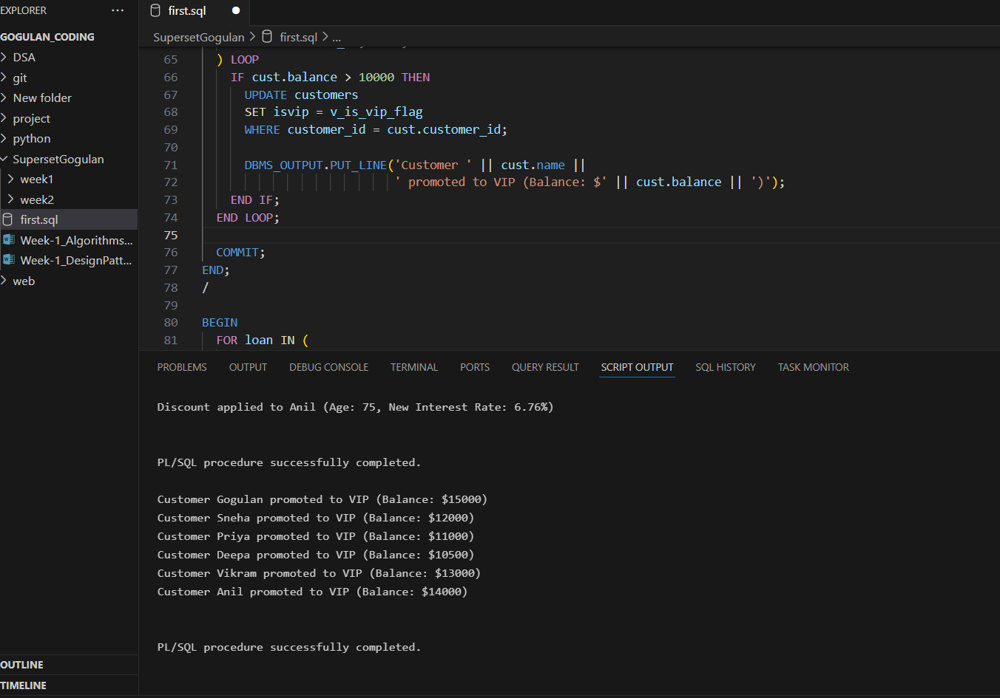 EXPLORER ···
first.sql
GOGULAN_CODING
DSA
git
New folder
project
python
SupersetGogulan
week1
week2
first.sql
Week-1_Algorithms...
Week-1_DesignPatt...
web
OUTLINE
TIMELINE
SupersetGogulan > first.sql > ...
65 ) LOOP
66 IF cust.balance > 10000 THEN
67 UPDATE customers
68 SET isvip = v_is_vip_flag
69 WHERE customer_id = cust.customer_id;
70
71 DBMS_OUTPUT.PUT_LINE('Customer ' || cust.name ||
72 ' promoted to VIP (Balance: $' || cust.balance || ')');
73 END IF;
74 END LOOP;
75
76 COMMIT;
77 END;
78 /
79
80 BEGIN
81 FOR loan IN (
PROBLEMS OUTPUT DEBUG CONSOLE TERMINAL PORTS QUERY RESULT SCRIPT OUTPUT SQL HISTORY TASK MONITOR
Discount applied to Anil (Age: 75, New Interest Rate: 6.76%)
PL/SQL procedure successfully completed.
Customer Gogulan promoted to VIP (Balance: $15000)
Customer Sneha promoted to VIP (Balance: $12000)
Customer Priya promoted to VIP (Balance: $11000)
Customer Deepa promoted to VIP (Balance: $10500)
Customer Vikram promoted to VIP (Balance: $13000)
Customer Anil promoted to VIP (Balance: $14000)
PL/SQL procedure successfully completed.